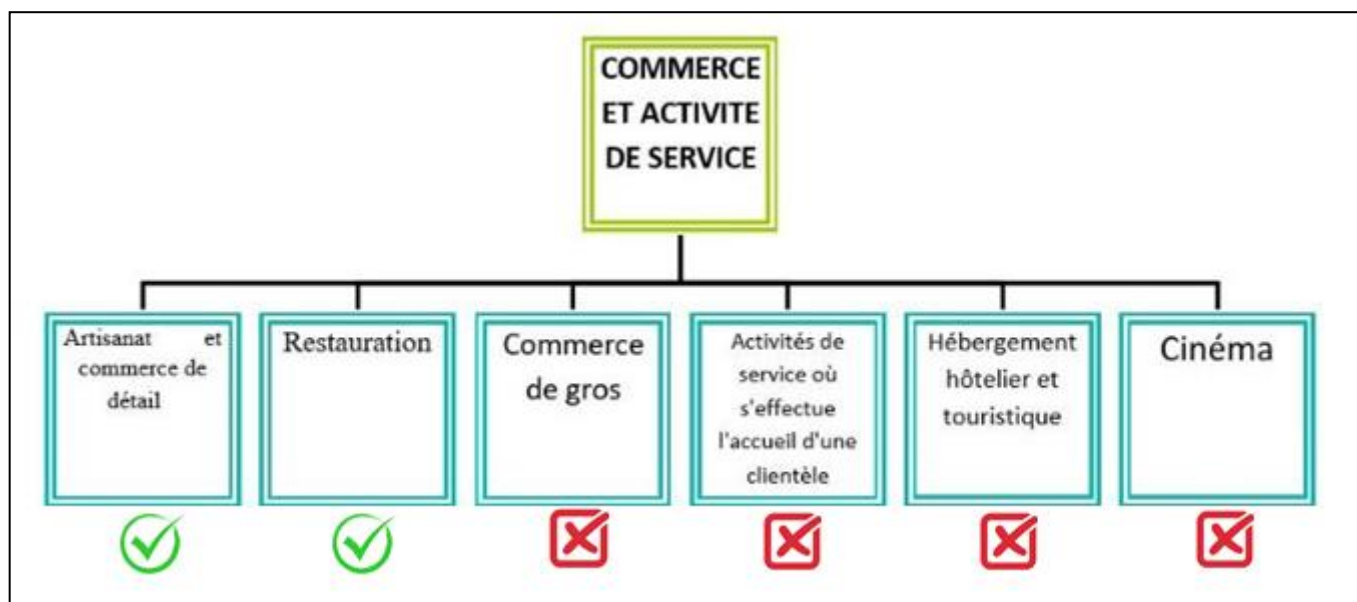 COMMERCE
ET ACTIVITE
DE SERVICE
Artisanat et
commerce de
détail
Restauration
Commerce
de gros
Activités de
service où
s'effectue
l'accueil d'une
clientèle
Hébergement
hôtelier et
touristique
Cinéma